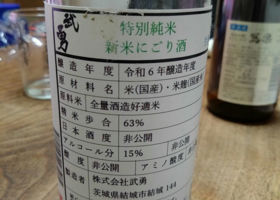 武勇
特別純米
新米にごり酒
醸造年度 令和6年醸造年度
原材料名 米(国産)・米麹(国産
原料米 全量酒造好適米
精米歩合 63%
日本酒度 非公開
アルコール分 15% 非公開
酸度 非公開 アミノ酸度 非
製造者 株式会社武勇
茨城県結城市結城144